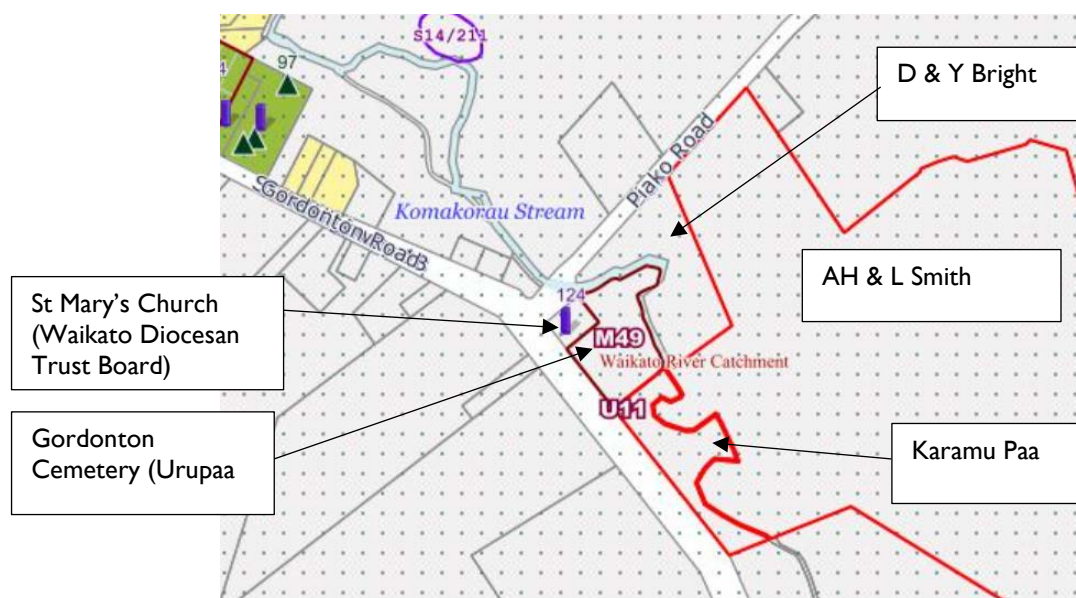 S14/211
97
4
D & Y Bright
Piako Road
Gordonton Road
Komakorau Stream
AH & L Smith
St Mary's Church
(Waikato Diocesan
Trust Board)
124
M49
Waikato River Catchment
U11
Gordonton
Cemetery (Urupaa
Karamu Paa